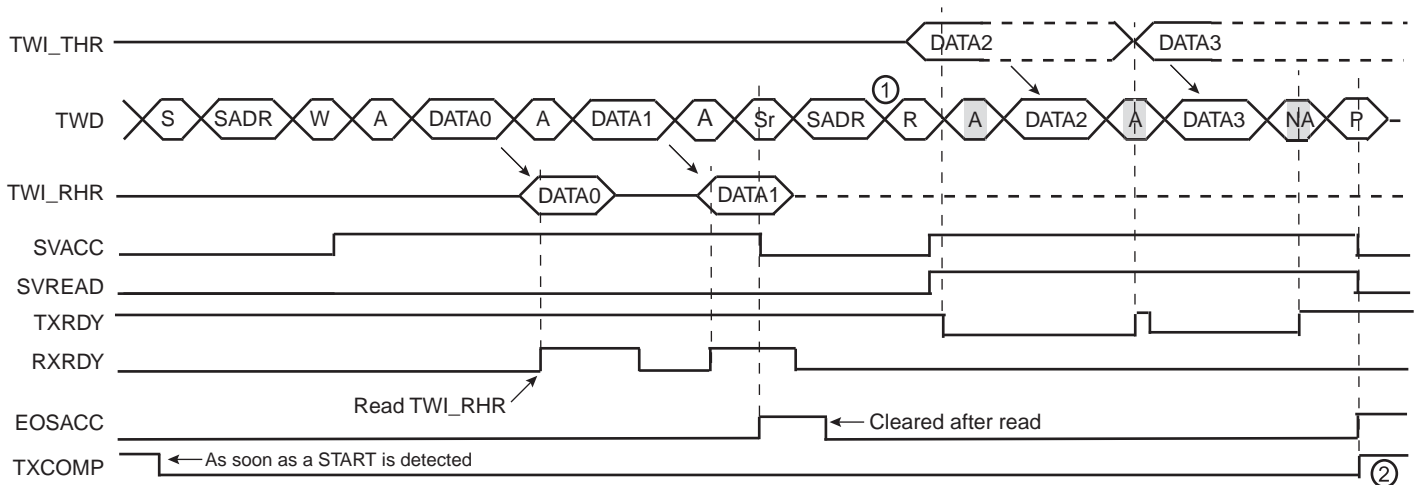 TWI_THR DATA2 DATA3
①
TWD S SADR W A DATA0 A DATA1 A Sr SADR R A DATA2 A DATA3 NA P
TWI_RHR DATA0 DATA1
SVACC
SVREAD
TXRDY
RXRDY
Read TWI_RHR
EOSACC Cleared after read
TXCOMP As soon as a START is detected ②